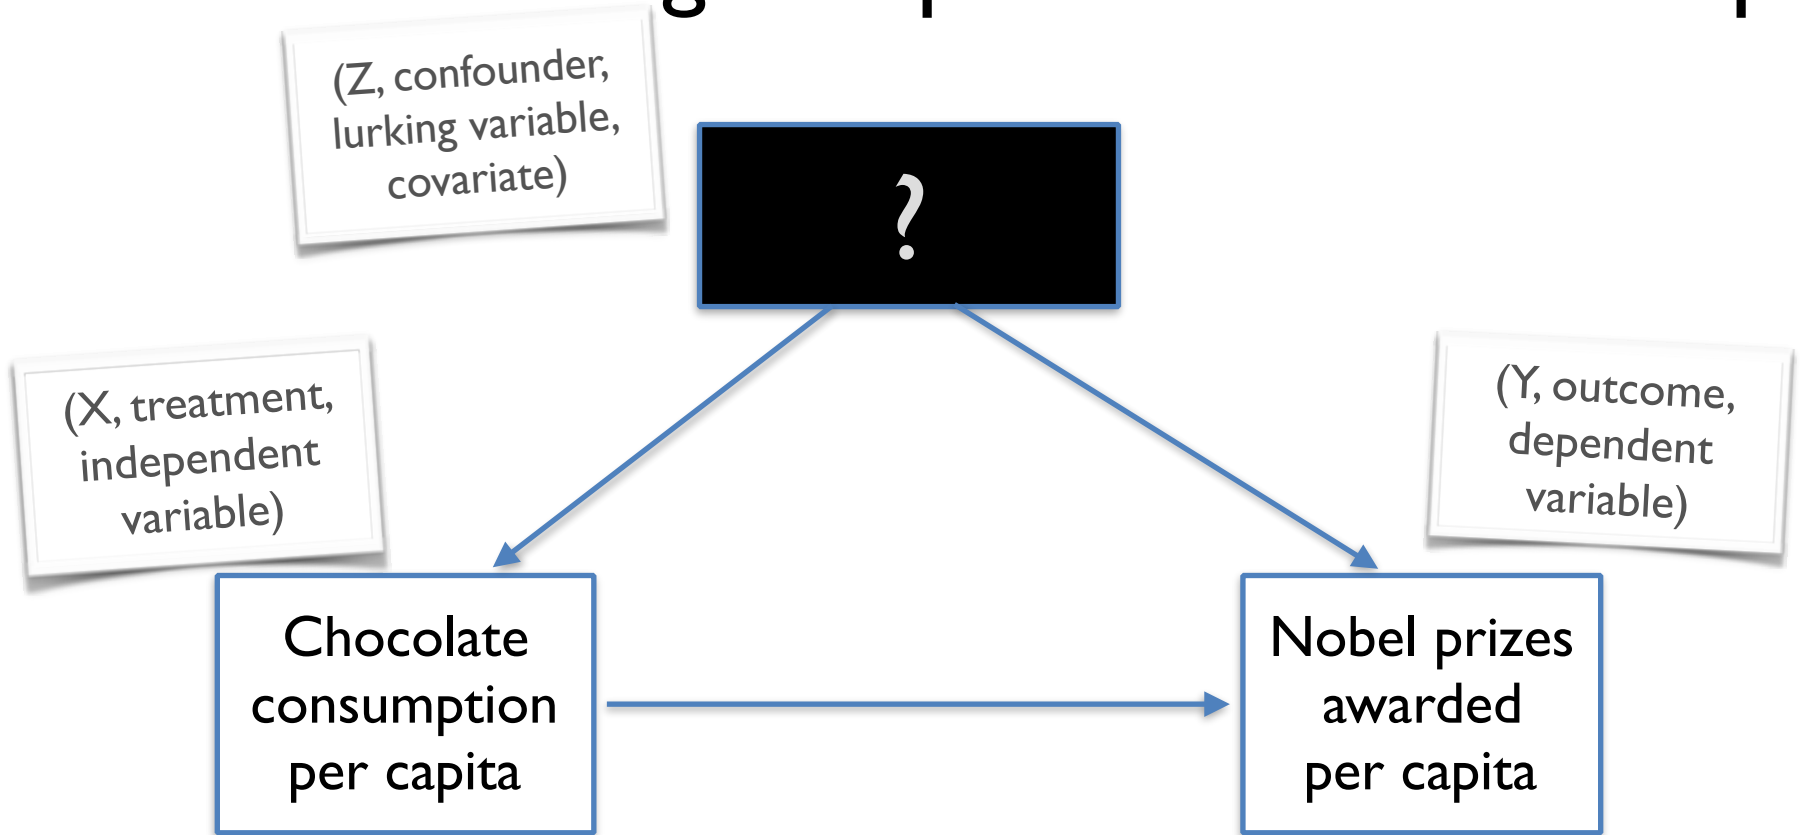 (Z, confounder,
lurking variable,
covariate)
?
(X, treatment,
independent
variable)
(Y, outcome,
dependent
variable)
Chocolate
consumption
per capita
Nobel prizes
awarded
per capita